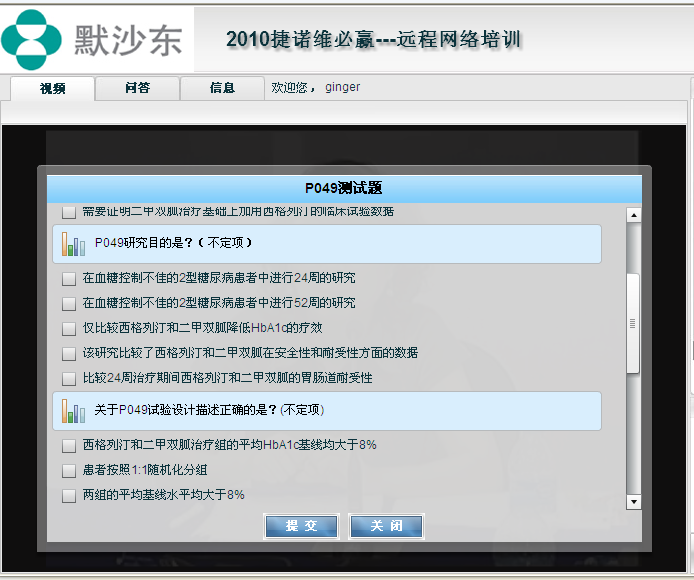 默沙东
2010捷诺维必赢---远程网络培训
视频
问答
信息
欢迎您， ginger
P049测试题
需要证明二甲双胍治疗基础上加用西格列汀的临床试验数据
P049研究目的是？（ 不定项 ）
在血糖控制不佳的2型糖尿病患者中进行24周的研究
在血糖控制不佳的2型糖尿病患者中进行52周的研究
仅比较西格列汀和二甲双胍降低HbA1c的疗效
该研究比较了西格列汀和二甲双胍在安全性和耐受性方面的数据
比较24周治疗期间西格列汀和二甲双胍的胃肠道耐受性
关于P049试验设计描述正确的是？(不定项)
西格列汀和二甲双胍治疗组的平均HbA1c基线均大于8%
患者按照1:1随机化分组
两组的平均基线水平均大于8%
提 交
关 闭